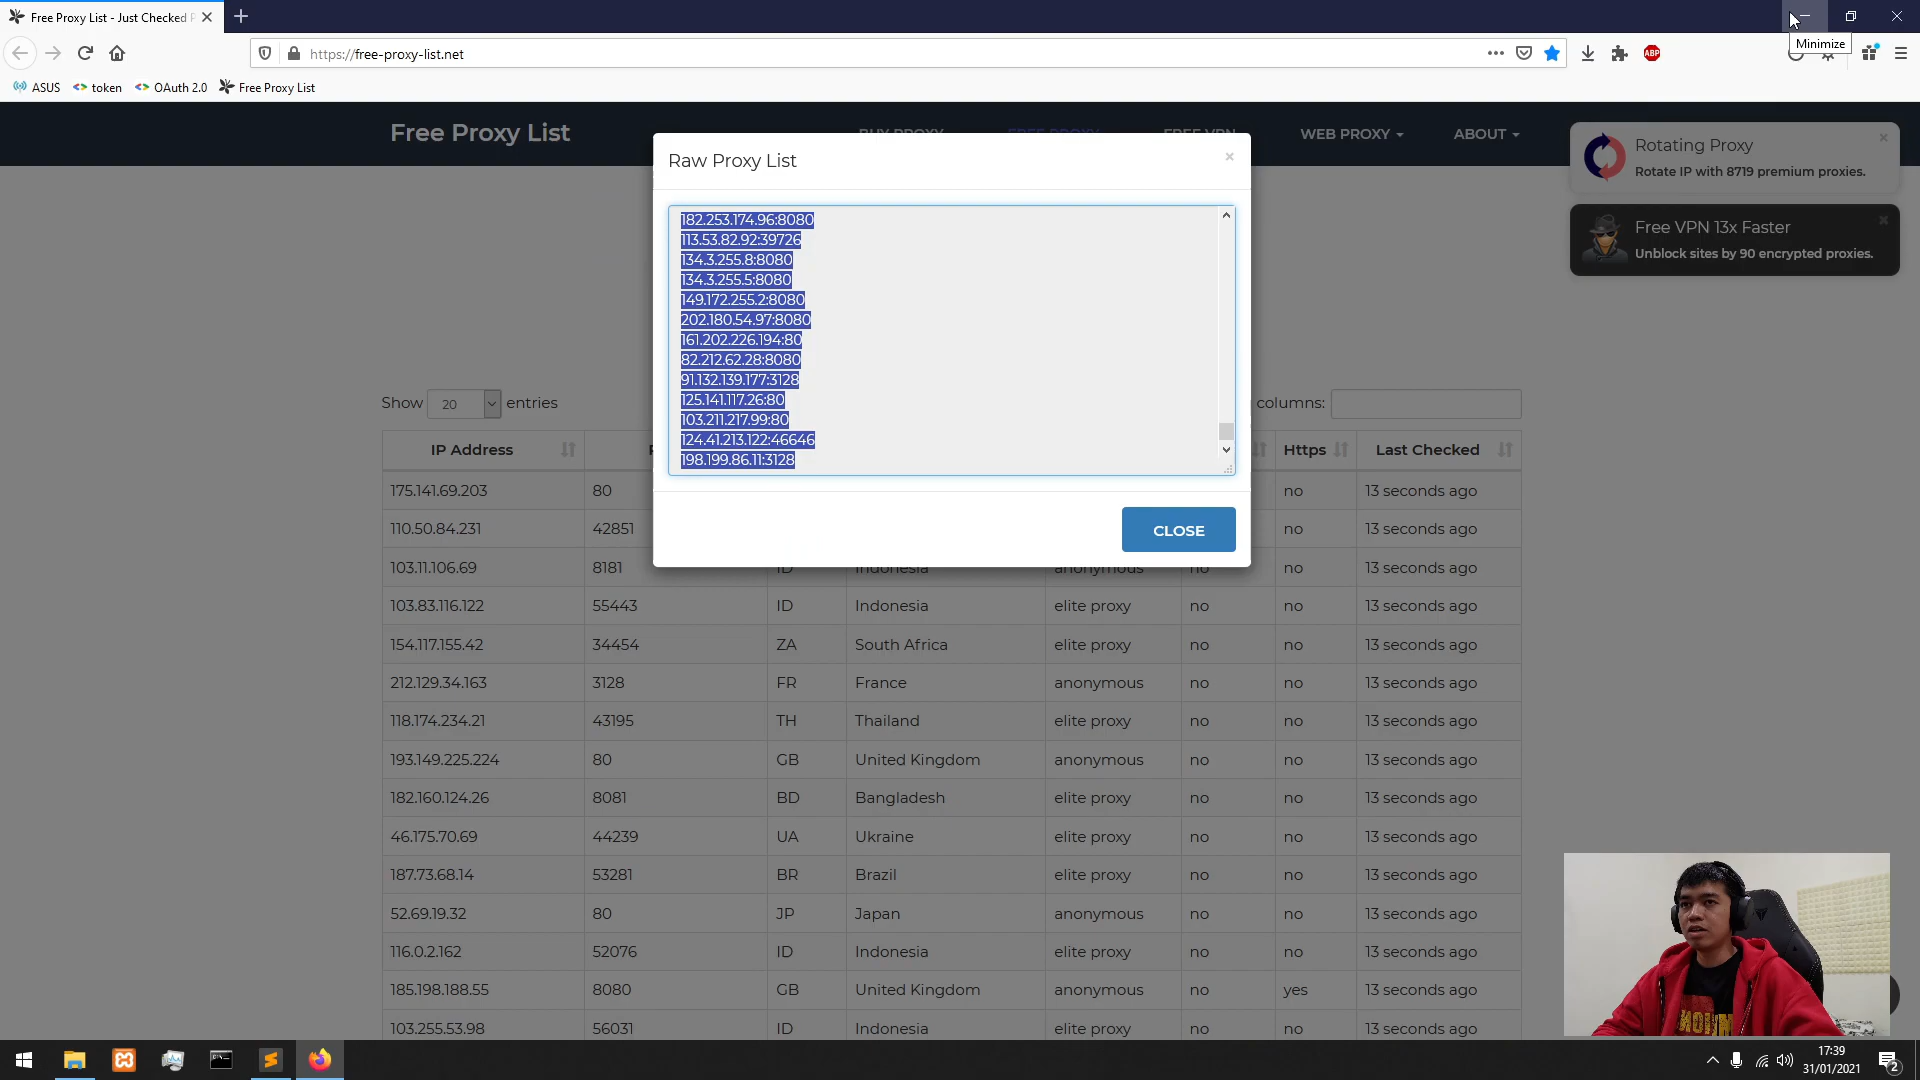 Free Proxy List - Just Checked P
Minimize
https://free-proxy-list.net
ABP
ASUS
token
OAuth 2.0
Free Proxy List
Free Proxy List
BUY PROXY
FREE PROXY
FREE VPN
WEB PROXY
ABOUT
Rotating Proxy
Rotate IP with 8719 premium proxies.
Free VPN 13x Faster
Unblock sites by 90 encrypted proxies.
Raw Proxy List
182.253.174.96:8080
113.53.82.92:39726
134.3.255.8:8080
134.3.255.5:8080
149.172.255.2:8080
202.180.54.97:8080
161.202.226.194:80
82.212.62.28:8080
91.132.139.177:3128
125.141.117.26:80
103.211.217.99:80
124.41.213.122:46646
198.199.86.11:3128
CLOSE
Show 20 entries
columns:
IP Address Https Last Checked
175.141.69.203 80 no 13 seconds ago
110.50.84.231 42851 no 13 seconds ago
103.11.106.69 8181 ID Indonesia anonymous no no 13 seconds ago
103.83.116.122 55443 ID Indonesia elite proxy no no 13 seconds ago
154.117.155.42 34454 ZA South Africa elite proxy no no 13 seconds ago
212.129.34.163 3128 FR France anonymous no no 13 seconds ago
118.174.234.21 43195 TH Thailand elite proxy no no 13 seconds ago
193.149.225.224 80 GB United Kingdom anonymous no no 13 seconds ago
182.160.124.26 8081 BD Bangladesh elite proxy no no 13 seconds ago
46.175.70.69 44239 UA Ukraine elite proxy no no 13 seconds ago
187.73.68.14 53281 BR Brazil elite proxy no no 13 seconds ago
52.69.19.32 80 JP Japan anonymous no no 13 seconds ago
116.0.2.162 52076 ID Indonesia elite proxy no no 13 seconds ago
185.198.188.55 8080 GB United Kingdom anonymous no yes 13 seconds ago
103.255.53.98 56031 ID Indonesia elite proxy no no 13 seconds ago
17:39
31/01/2021
2